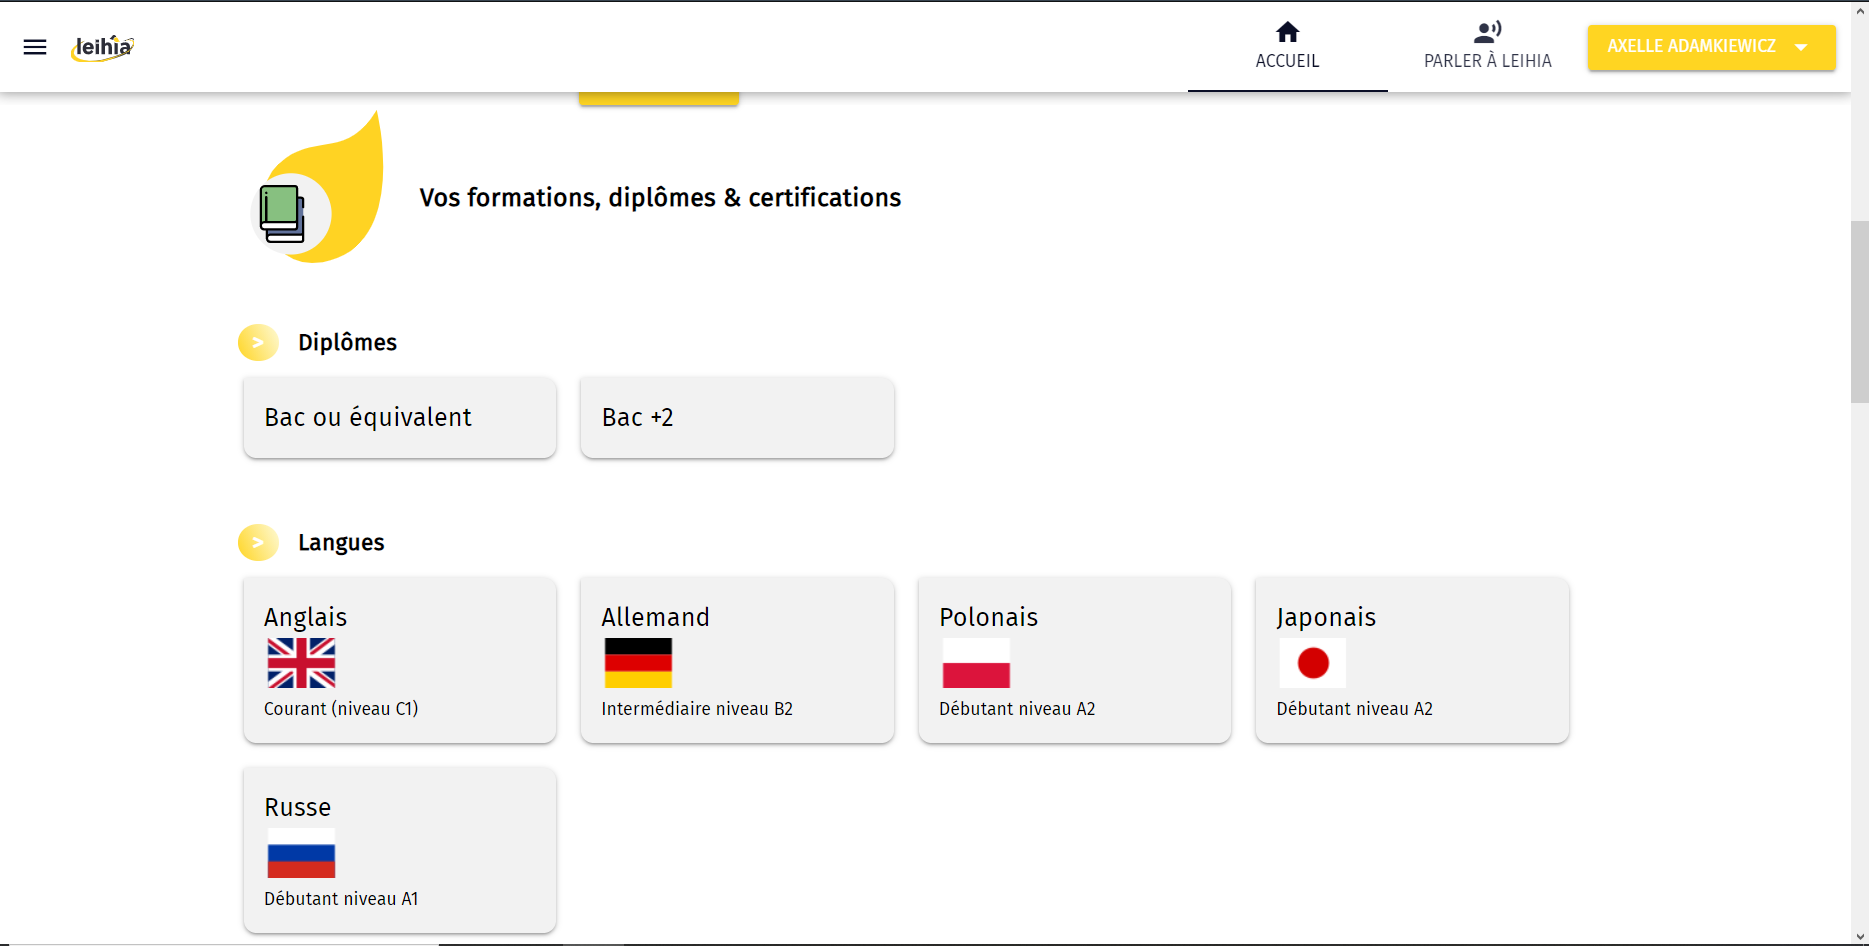 leihia
ACCUEIL
PARLER À LEIHIA
AXELLE ADAMKIEWICZ
Vos formations, diplômes & certifications
> Diplômes
Bac ou équivalent
Bac +2
> Langues
Anglais
Courant (niveau C1)
Allemand
Intermédiaire niveau B2
Polonais
Débutant niveau A2
Japonais
Débutant niveau A2
Russe
Débutant niveau A1